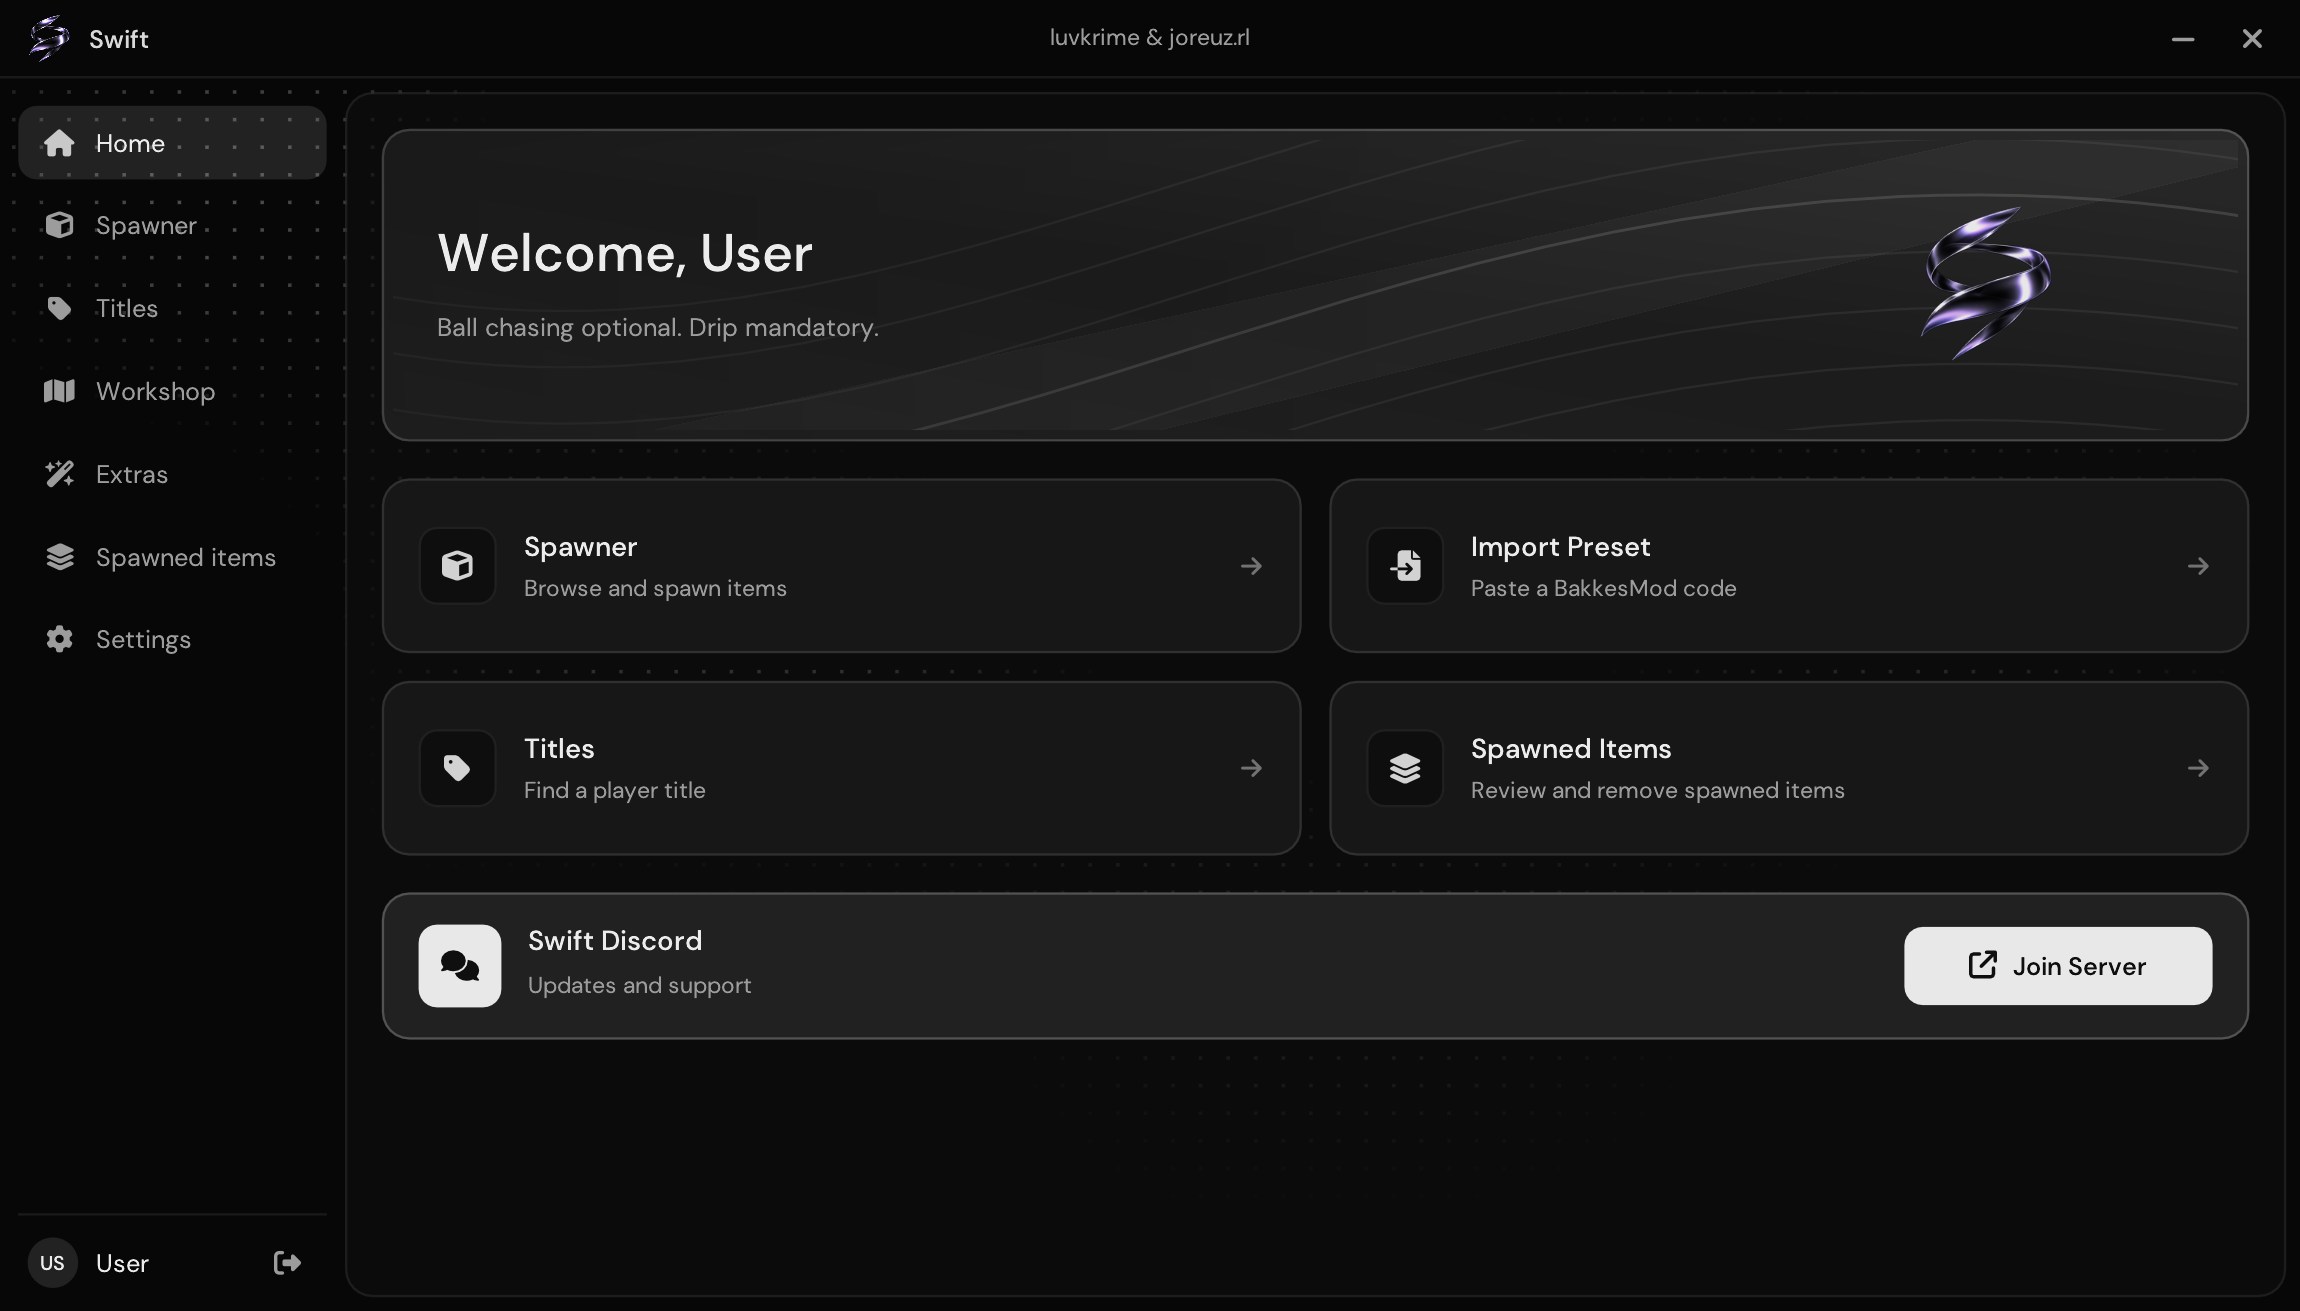 Swift
luvkrime & joreuz.rl
Home
Spawner
Titles
Workshop
Extras
Spawned items
Settings
Welcome, User
Ball chasing optional. Drip mandatory.
Spawner
Browse and spawn items
Import Preset
Paste a BakkesMod code
Titles
Find a player title
Spawned Items
Review and remove spawned items
Swift Discord
Updates and support
Join Server
US
User